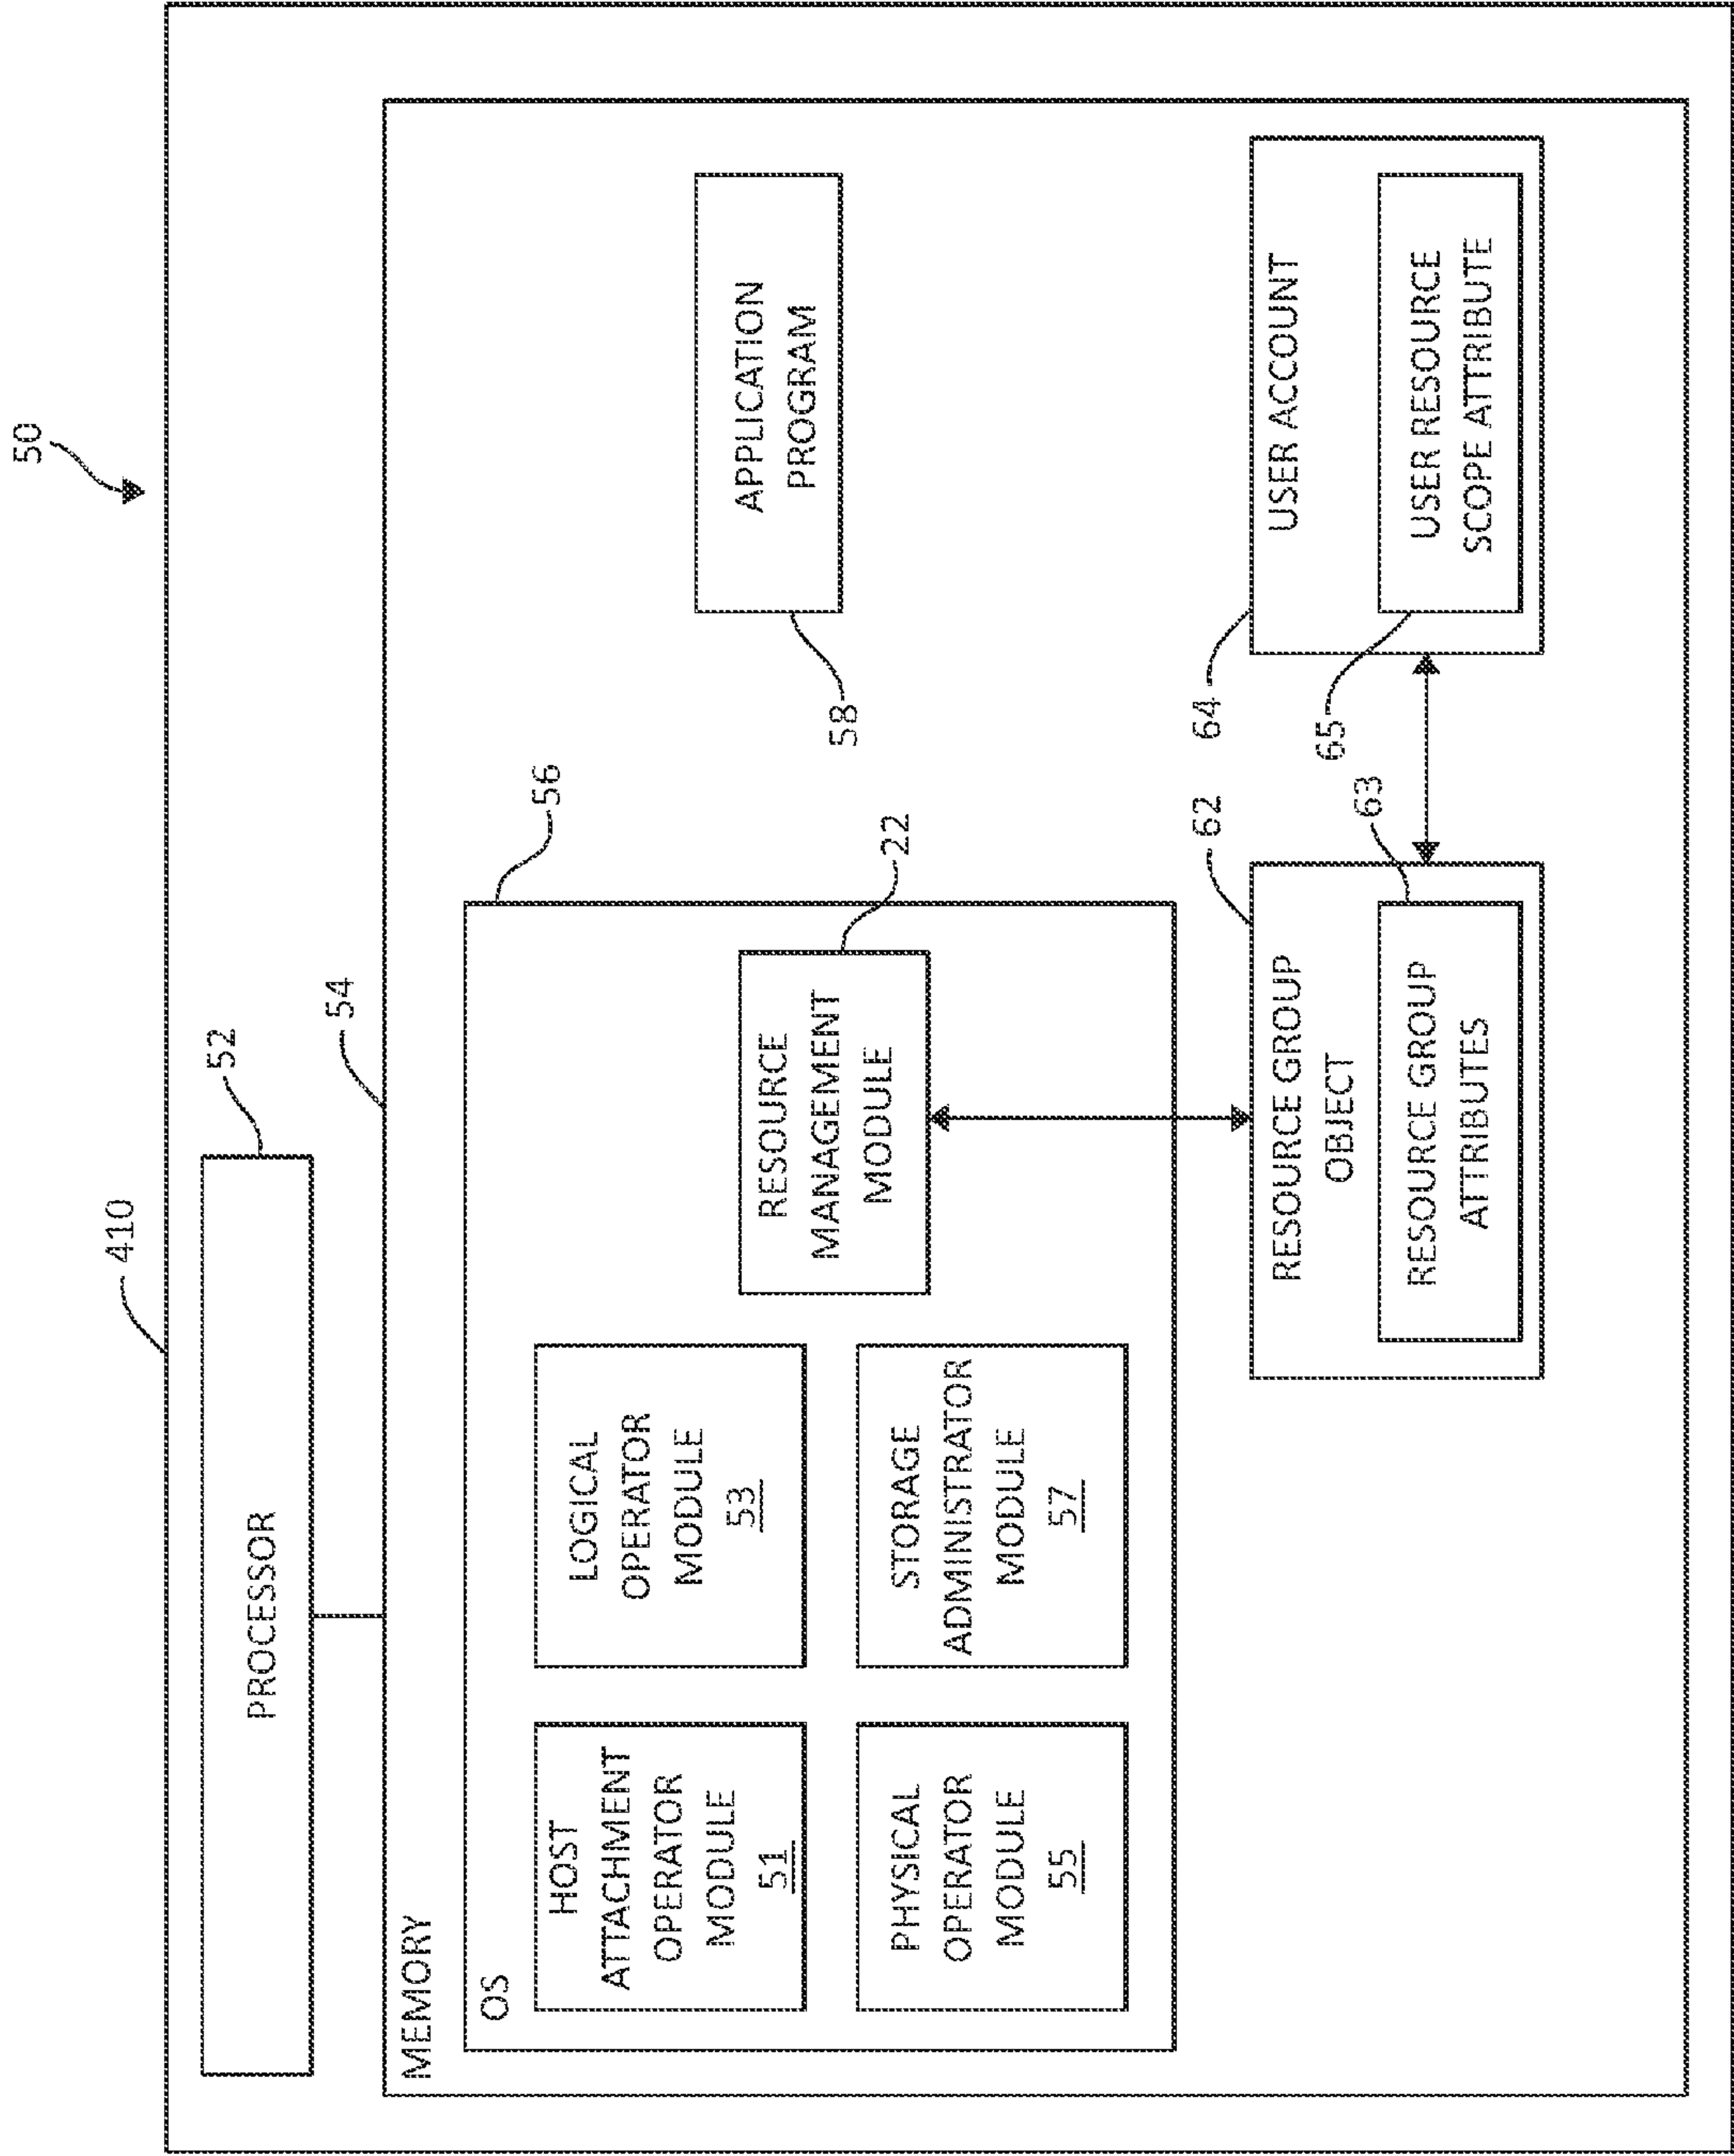 50
410
PROCESSOR
52
54
MEMORY
56
OS
HOST
ATTACHMENT
OPERATOR
MODULE
51
LOGICAL
OPERATOR
MODULE
53
PHYSICAL
OPERATOR
MODULE
55
STORAGE
ADMINISTRATOR
MODULE
57
RESOURCE
MANAGEMENT
MODULE
22
APPLICATION
PROGRAM
58
62
RESOURCE GROUP
OBJECT
63
RESOURCE GROUP
ATTRIBUTES
64
USER ACCOUNT
65
USER RESOURCE
SCOPE ATTRIBUTE